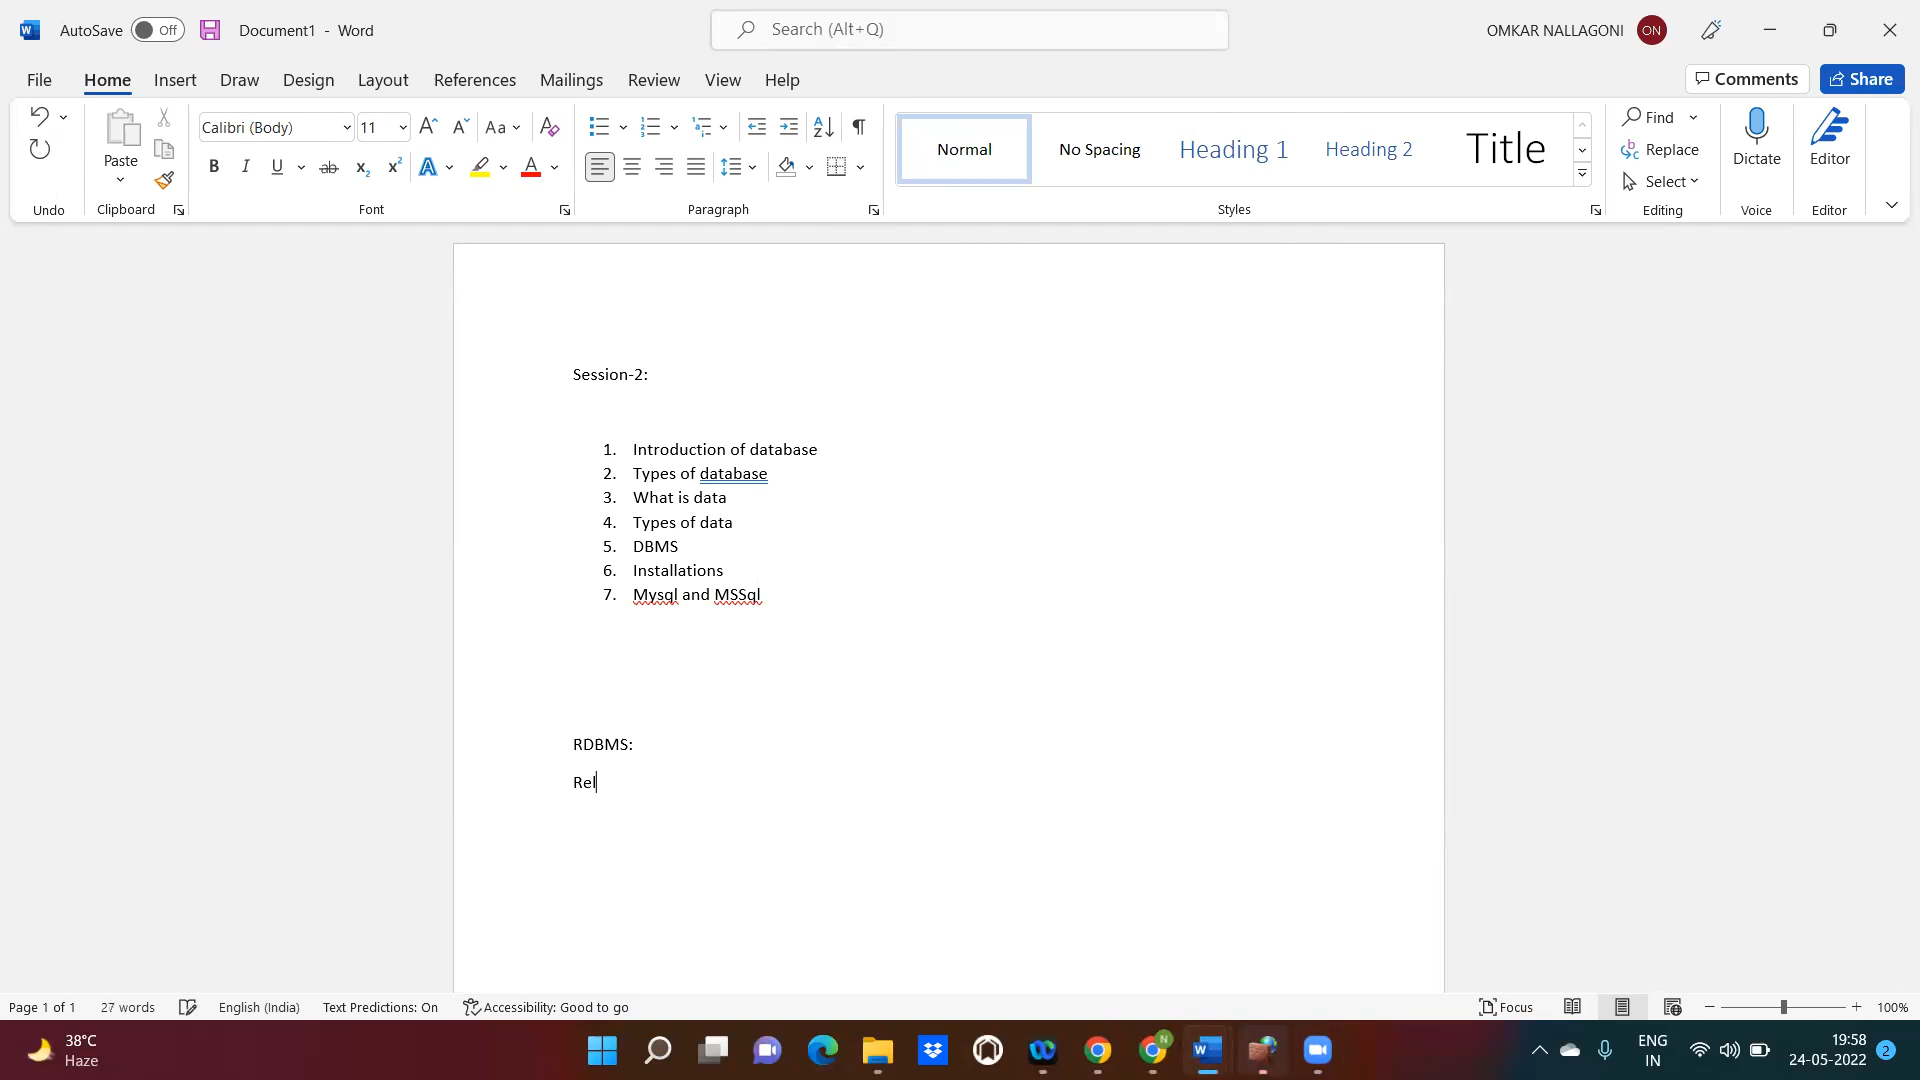 AutoSave Off Document1 - Word Search (Alt+Q) OMKAR NALLAGONI ON
File Home Insert Draw Design Layout References Mailings Review View Help Comments Share
Calibri (Body) 11 Aa
Paste
B I U ab x2 x2 A A
Normal No Spacing Heading 1 Heading 2 Title
Find
Replace
Select
Dictate Editor
Undo Clipboard Font Paragraph Styles Editing Voice Editor
Session-2:
1. Introduction of database
2. Types of database
3. What is data
4. Types of data
5. DBMS
6. Installations
7. Mysql and MSSql
RDBMS:
Rel
Page 1 of 1 27 words English (India) Text Predictions: On Accessibility: Good to go Focus 100%
38°C
Haze
N
ENG
IN
19:58
24-05-2022
2